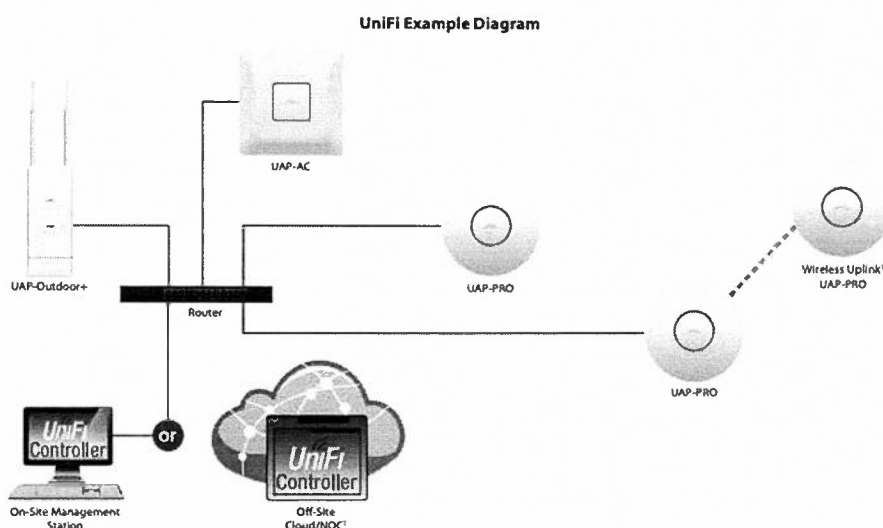 UniFi Example Diagram
UAP-AC
UAP-Outdoor+
UAP-PRO
Wireless Uplink†
UAP-PRO
Router
UAP-PRO
UniFi
Controller
or
UniFi
Controller
On-Site Management
Station
Off-Site
Cloud/NOC‡